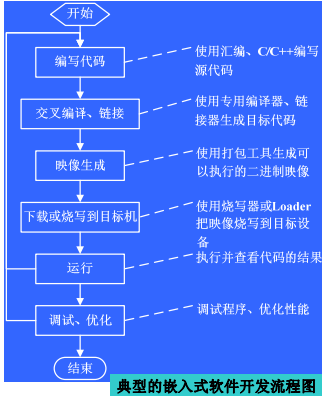 开始
编写代码
使用汇编、C/C++编写
源代码
交叉编译、链接
使用专用编译器、链
接器生成目标代码
映像生成
使用打包工具生成可
以执行的二进制映像
下载或烧写到目标机
使用烧写器或Loader
把映像烧写到目标设
备
运行
执行并查看代码的结果
调试、优化
调试程序、优化性能
结束
典型的嵌入式软件开发流程图